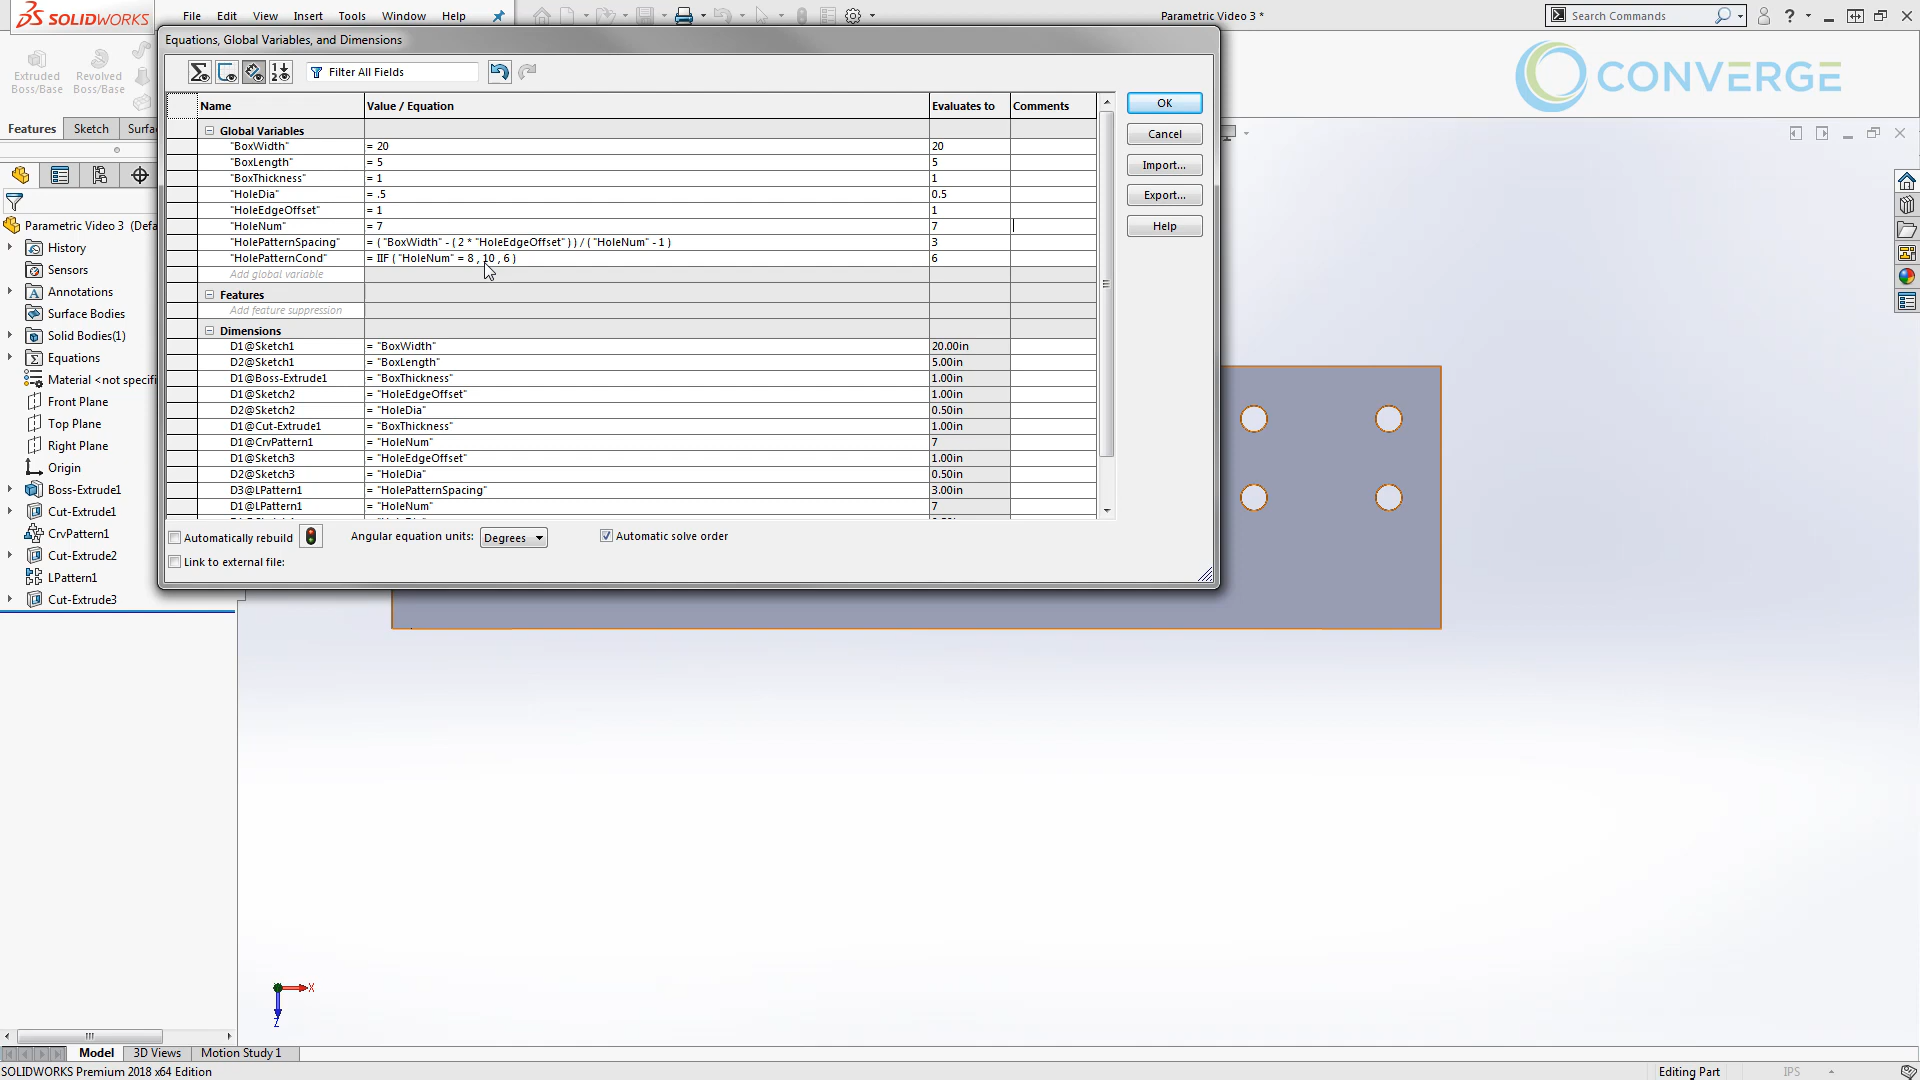 SOLIDWORKS
File Edit View Insert Tools Window Help
Parametric Video 3 *
Search Commands
Equations, Global Variables, and Dimensions
Extruded Boss/Base
Revolved Boss/Base
Features Sketch Surfac
Filter All Fields
CONVERGE
Name Value / Equation Evaluates to Comments
Global Variables
"BoxWidth" = 20 20
"BoxLength" = 5 5
"BoxThickness" = 1 1
"HoleDia" = .5 0.5
"HoleEdgeOffset" = 1 1
"HoleNum" = 7 7
"HolePatternSpacing" = ( "BoxWidth" - ( 2 * "HoleEdgeOffset" ) ) / ( "HoleNum" - 1 ) 3
"HolePatternCond" = IIF ( "HoleNum" = 8 , 10 , 6 ) 6
Add global variable
Features
Add feature suppression
Dimensions
D1@Sketch1 = "BoxWidth" 20.00in
D2@Sketch1 = "BoxLength" 5.00in
D1@Boss-Extrude1 = "BoxThickness" 1.00in
D1@Sketch2 = "HoleEdgeOffset" 1.00in
D2@Sketch2 = "HoleDia" 0.50in
D1@Cut-Extrude1 = "BoxThickness" 1.00in
D1@CrvPattern1 = "HoleNum" 7
D1@Sketch3 = "HoleEdgeOffset" 1.00in
D2@Sketch3 = "HoleDia" 0.50in
D3@LPattern1 = "HolePatternSpacing" 3.00in
D1@LPattern1 = "HoleNum" 7
OK
Cancel
Import...
Export...
Help
Automatically rebuild Angular equation units: Degrees Automatic solve order
Link to external file:
Parametric Video 3 (Defa
History
Sensors
Annotations
Surface Bodies
Solid Bodies(1)
Equations
Material <not specifi
Front Plane
Top Plane
Right Plane
Origin
Boss-Extrude1
Cut-Extrude1
CrvPattern1
Cut-Extrude2
LPattern1
Cut-Extrude3
X
Z
Model 3D Views Motion Study 1
SOLIDWORKS Premium 2018 x64 Edition
Editing Part
IPS